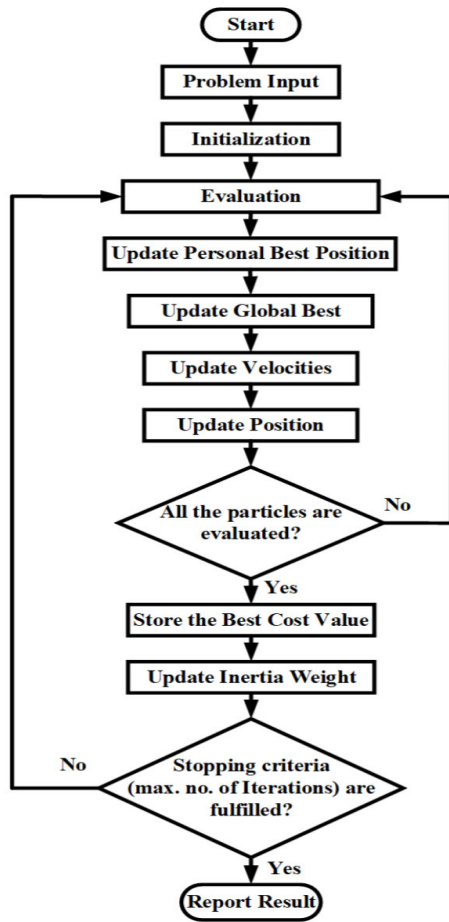 Start
Problem Input
Initialization
Evaluation
Update Personal Best Position
Update Global Best
Update Velocities
Update Position
All the particles are
evaluated?
No
Yes
Store the Best Cost Value
Update Inertia Weight
No
Stopping criteria
(max. no. of Iterations) are
fulfilled?
Yes
Report Result